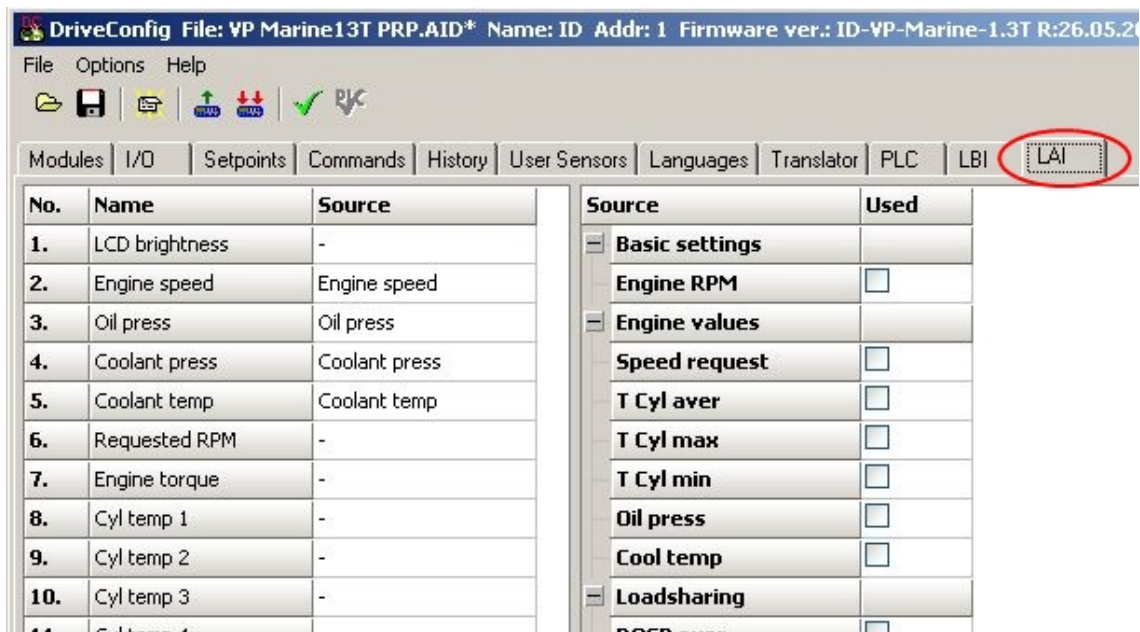 DriveConfig File: VP Marine13T PRP.AID* Name: ID Addr: 1 Firmware ver.: ID-VP-Marine-1.3T R:26.05.20
File Options Help
PLC
Modules I/O Setpoints Commands History User Sensors Languages Translator PLC LBI LAI
No. Name Source Source Used
1. LCD brightness - Basic settings
2. Engine speed Engine speed Engine RPM
3. Oil press Oil press Engine values
4. Coolant press Coolant press Speed request
5. Coolant temp Coolant temp T Cyl aver
6. Requested RPM - T Cyl max
7. Engine torque - T Cyl min
8. Cyl temp 1 - Oil press
9. Cyl temp 2 - Cool temp
10. Cyl temp 3 - Loadsharing